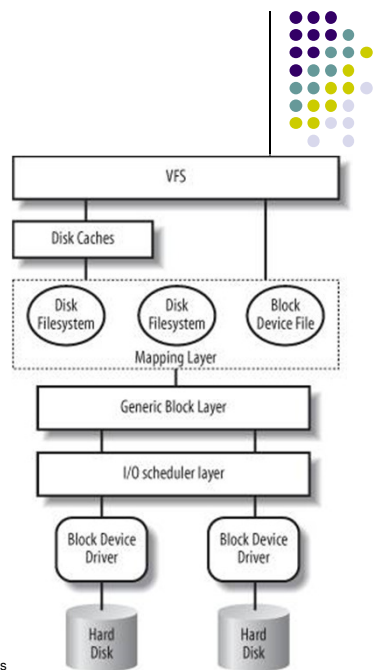 VFS
Disk Caches
Disk
Filesystem
Disk
Filesystem
Block
Device File
Mapping Layer
Generic Block Layer
I/O scheduler layer
Block Device
Driver
Block Device
Driver
Hard
Disk
Hard
Disk
s